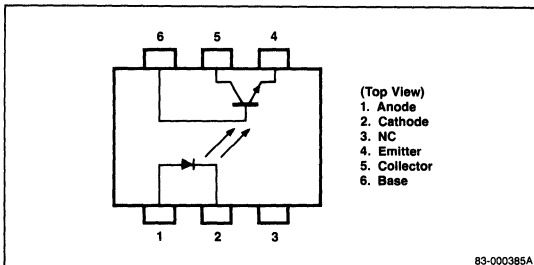 6 5 4
(Top View)
1. Anode
2. Cathode
3. NC
4. Emitter
5. Collector
6. Base
1 2 3
83-000385A